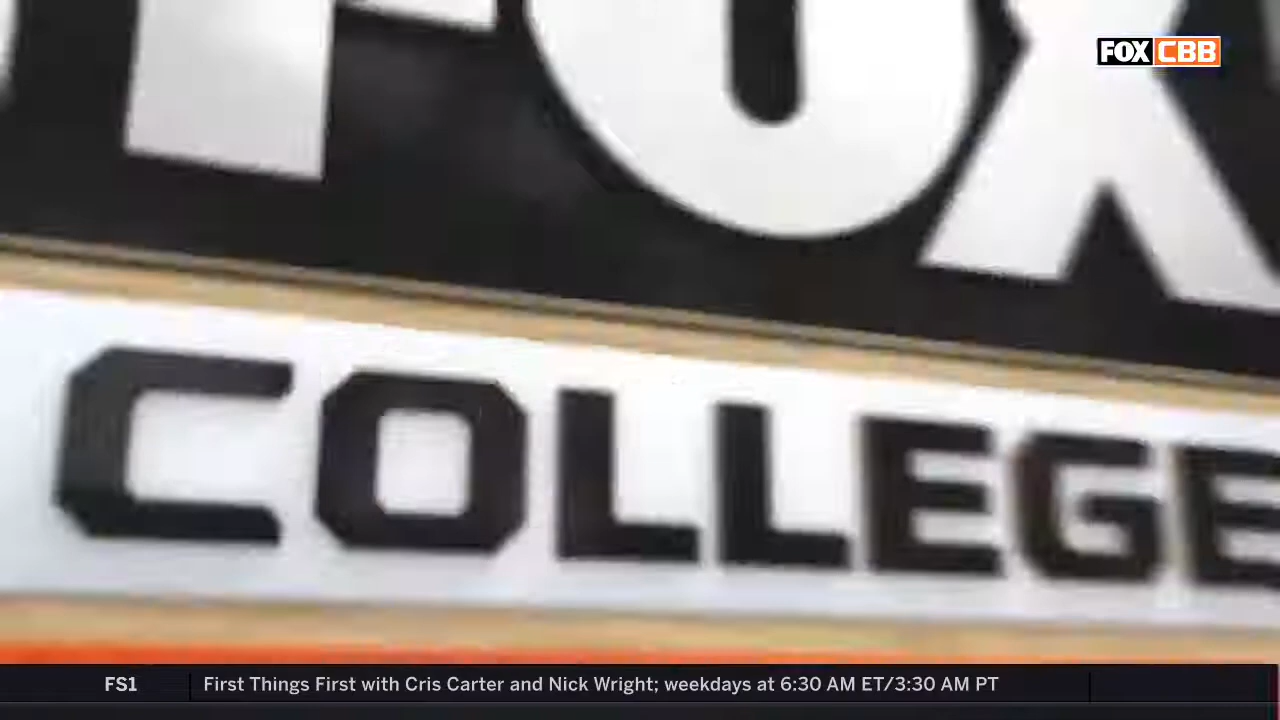 FOX CBB
FOX
COLLEGE
FS1 First Things First with Cris Carter and Nick Wright; weekdays at 6:30 AM ET/3:30 AM PT